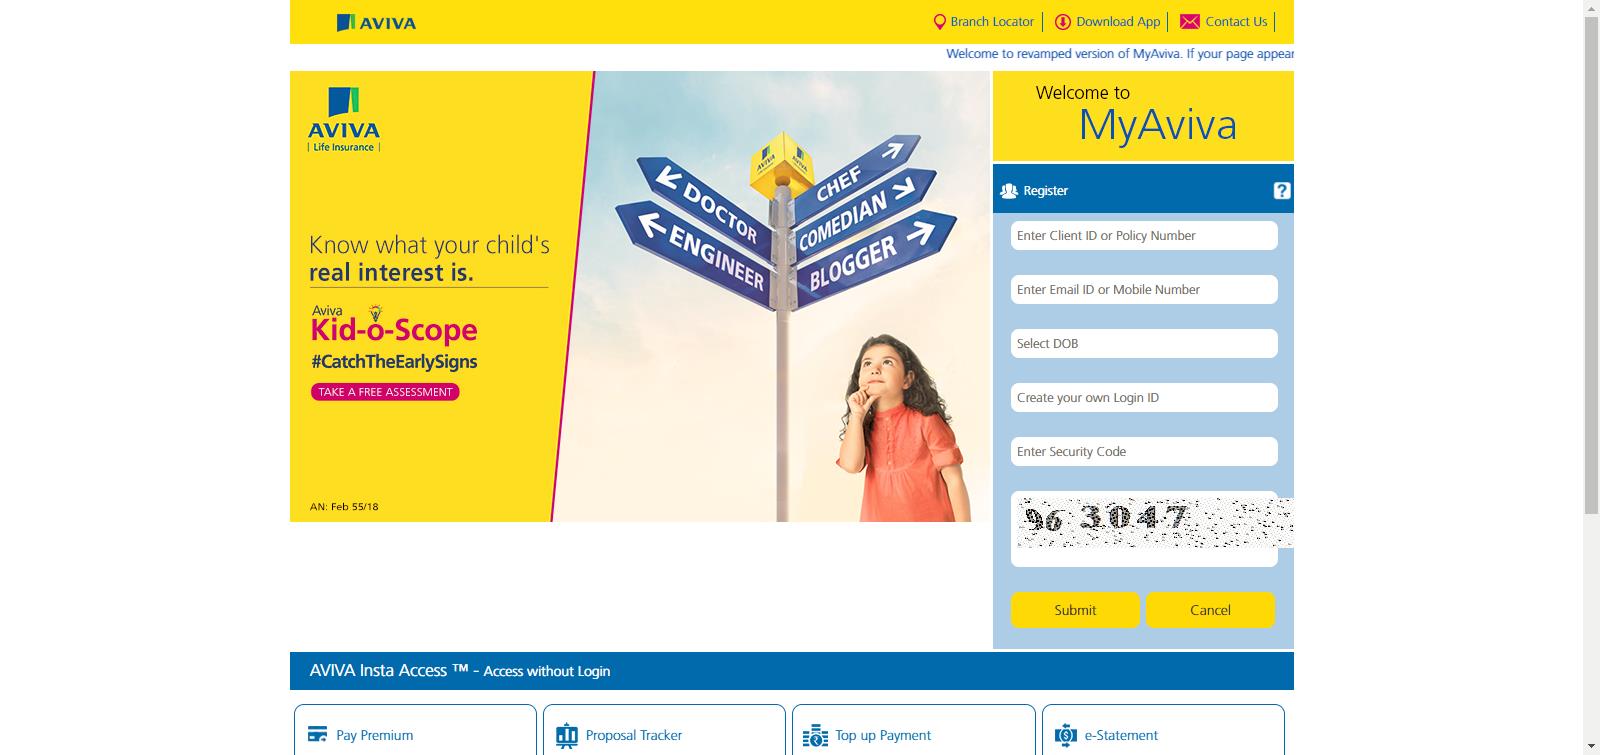 AVIVA
Branch Locator
Download App
Contact Us
Welcome to revamped version of MyAviva. If your page appear
AVIVA
Life Insurance
Know what your child's
real interest is.
Aviva
Kid-o-Scope
#CatchTheEarlySigns
TAKE A FREE ASSESSMENT
AN: Feb 55/18
AVIVA
AVIVA
DOCTOR
ENGINEER
CHEF
COMEDIAN
BLOGGER
Welcome to
MyAviva
Register
?
Enter Client ID or Policy Number
Enter Email ID or Mobile Number
Select DOB
Create your own Login ID
Enter Security Code
96 3047
Submit
Cancel
AVIVA Insta Access ™ - Access without Login
Pay Premium
Proposal Tracker
Top up Payment
e-Statement